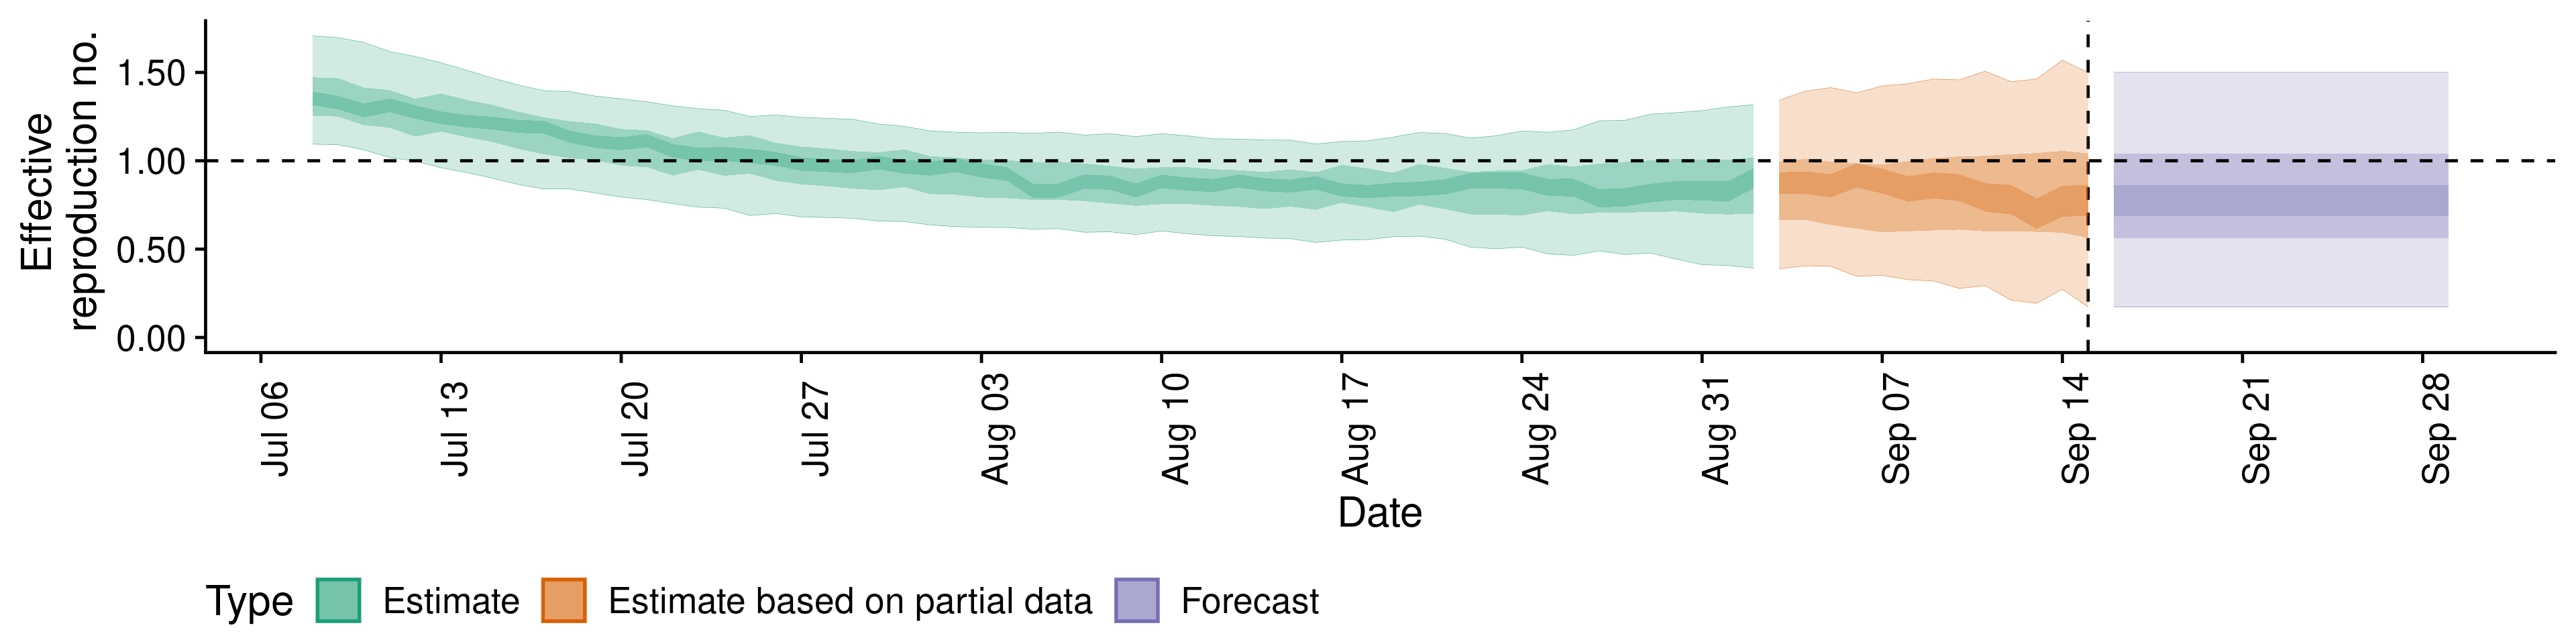 Effective
reproduction no.
1.50
1.00
0.50
0.00
Jul 06
Jul 13
Jul 20
Jul 27
Aug 03
Aug 10
Aug 17
Aug 24
Aug 31
Sep 07
Sep 14
Sep 21
Sep 28
Date
Type Estimate Estimate based on partial data Forecast